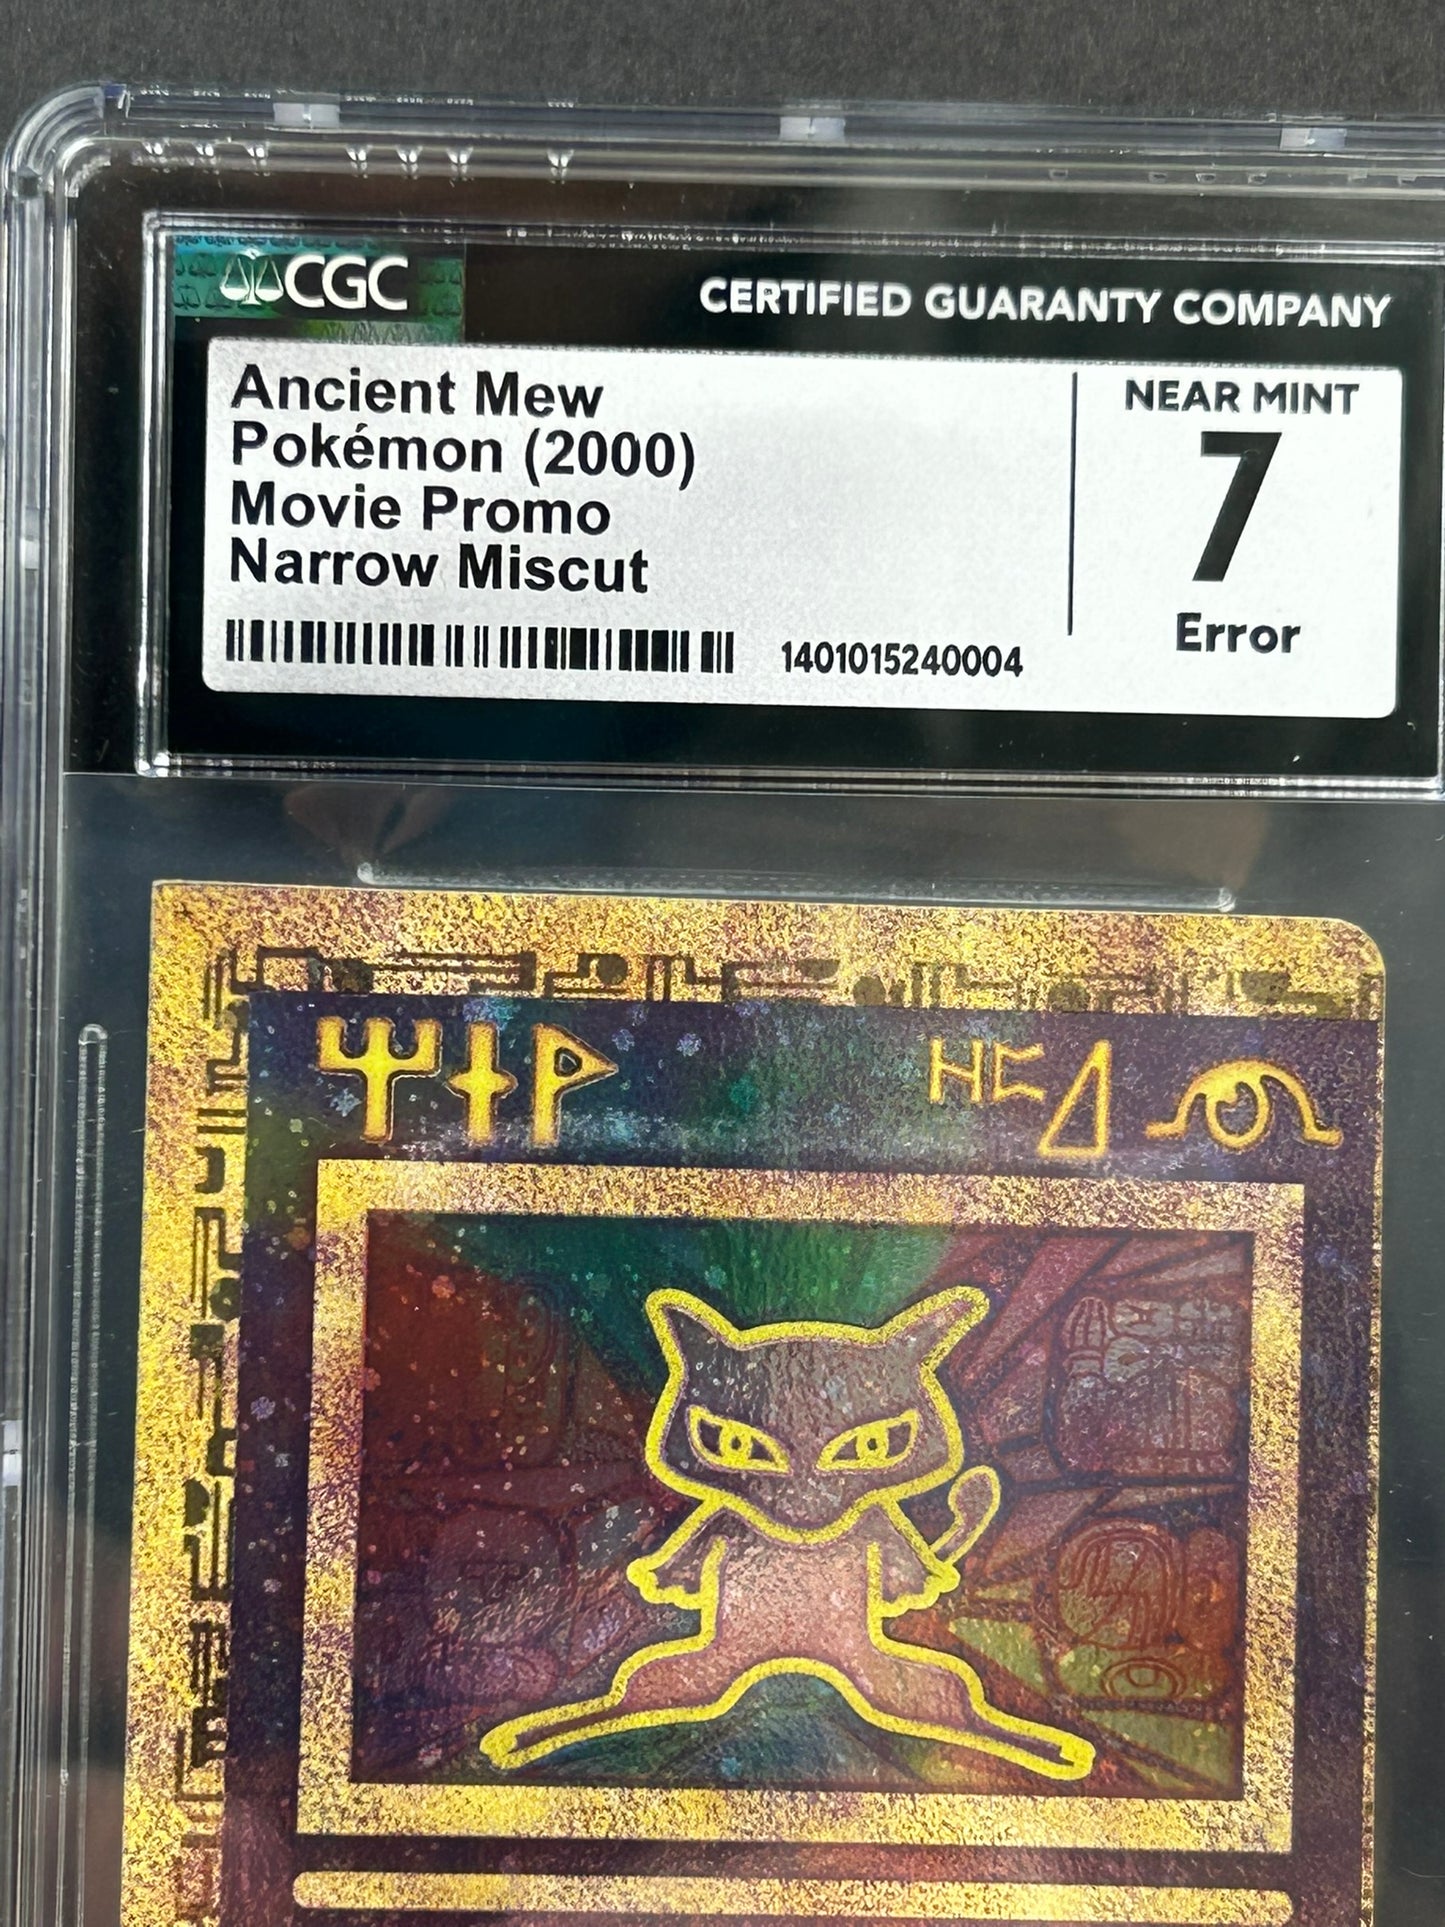 CGC
CERTIFIED GUARANTY COMPANY
Ancient Mew
Pokémon (2000)
Movie Promo
Narrow Miscut
1401015240004
NEAR MINT
7
Error